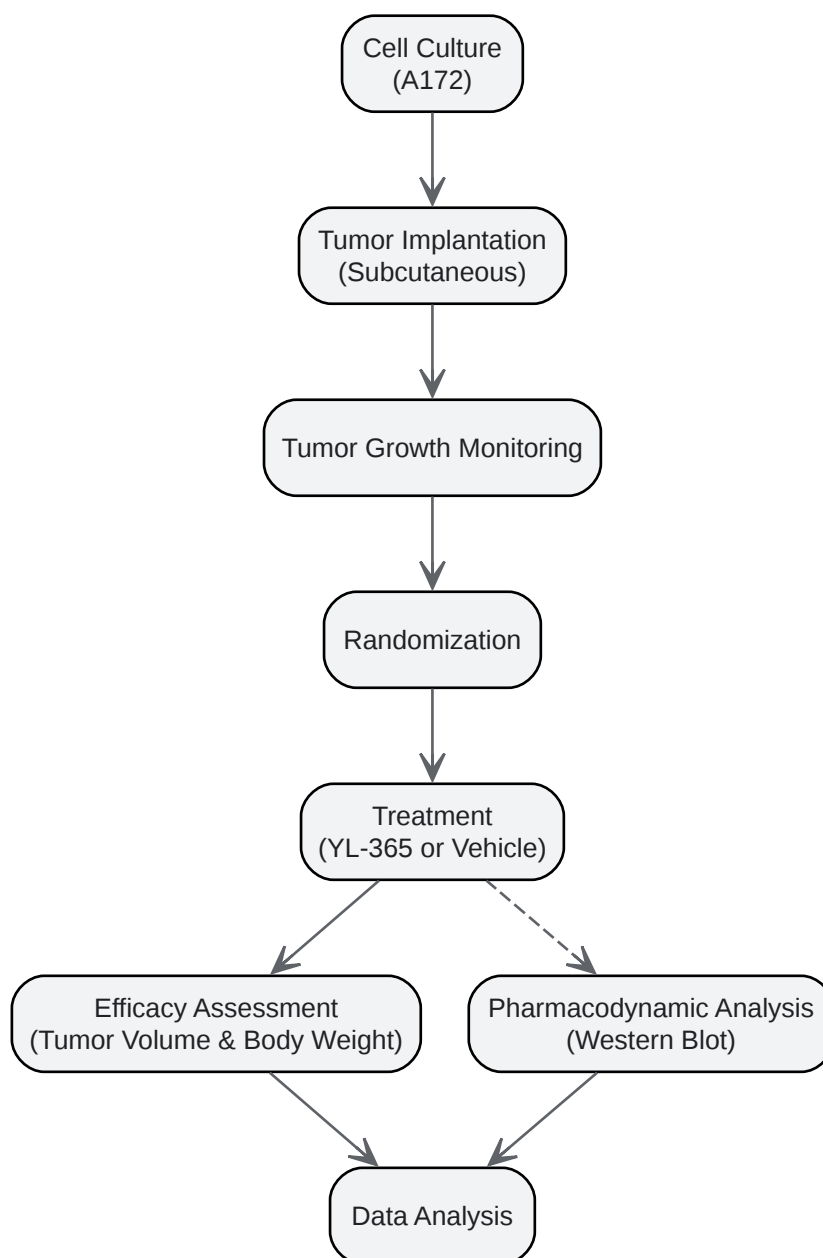 Cell Culture
(A172)
Tumor Implantation
(Subcutaneous)
Tumor Growth Monitoring
Randomization
Treatment
(YL-365 or Vehicle)
Efficacy Assessment
(Tumor Volume & Body Weight)
Pharmacodynamic Analysis
(Western Blot)
Data Analysis